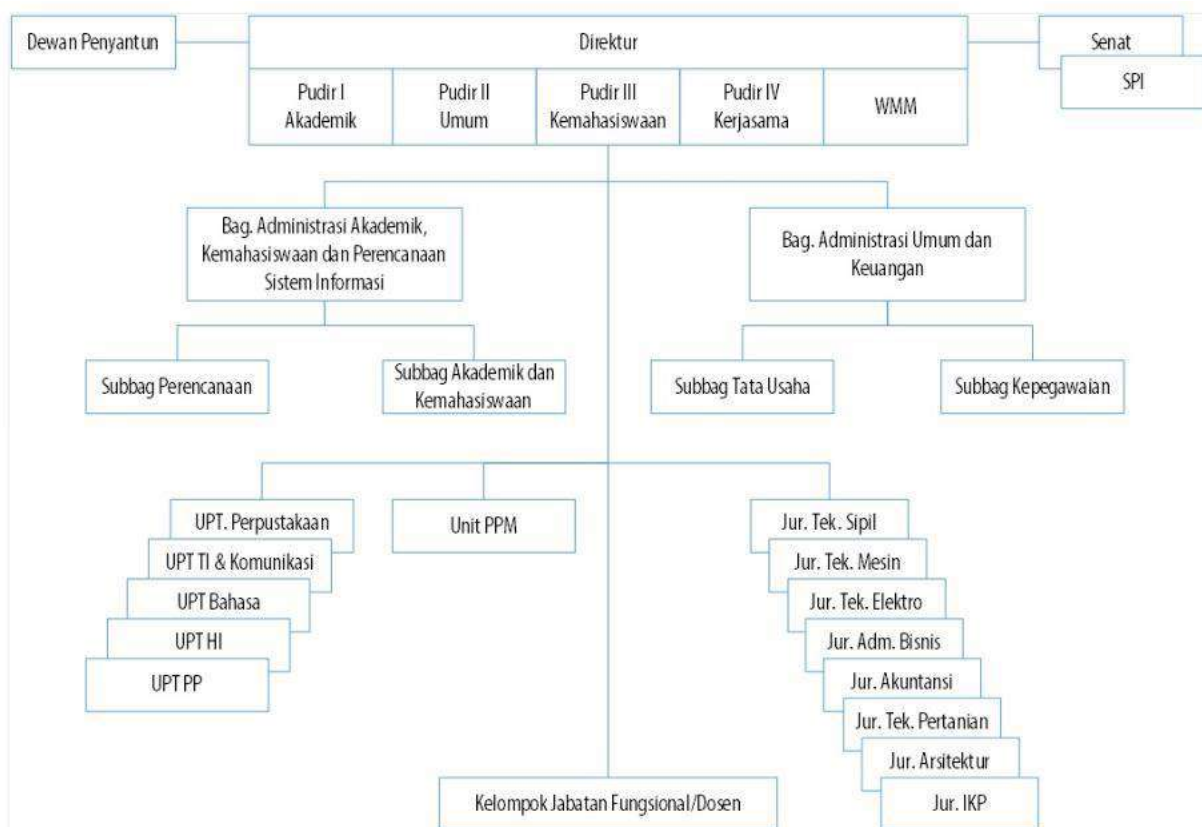 Dewan Penyantun
Direktur
Senat
SPI
Pudir I
Akademik
Pudir II
Umum
Pudir III
Kemahasiswaan
Pudir IV
Kerjasama
WMM
Bag. Administrasi Akademik,
Kemahasiswaan dan Perencanaan
Sistem Informasi
Bag. Administrasi Umum dan
Keuangan
Subbag Perencanaan
Subbag Akademik dan
Kemahasiswaan
Subbag Tata Usaha
Subbag Kepegawaian
UPT. Perpustakaan
UPT TI & Komunikasi
UPT Bahasa
UPT HI
UPT PP
Unit PPM
Jur. Tek. Sipil
Jur. Tek. Mesin
Jur. Tek. Elektro
Jur. Adm. Bisnis
Jur. Akuntansi
Jur. Tek. Pertanian
Jur. Arsitektur
Jur. IKP
Kelompok Jabatan Fungsional/Dosen